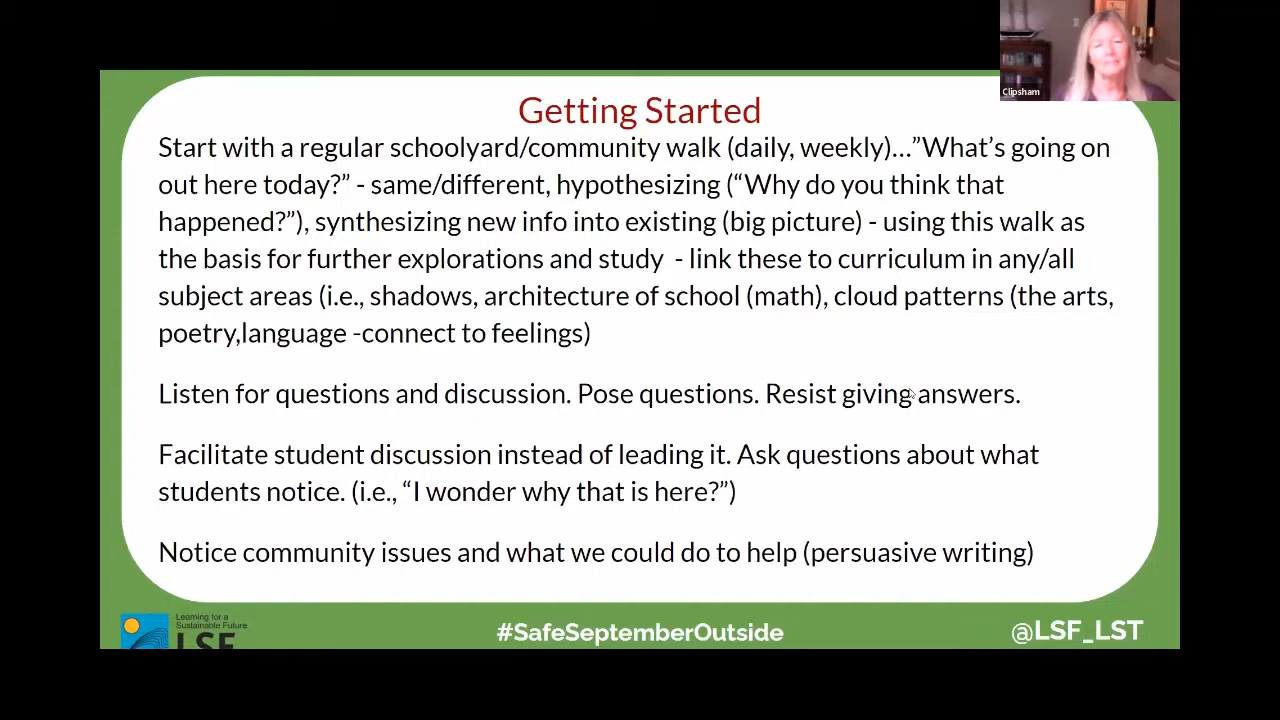 Clipsham
Getting Started
Start with a regular schoolyard/community walk (daily, weekly)…”What’s going on
out here today?” - same/different, hypothesizing (“Why do you think that
happened?”), synthesizing new info into existing (big picture) - using this walk as
the basis for further explorations and study - link these to curriculum in any/all
subject areas (i.e., shadows, architecture of school (math), cloud patterns (the arts,
poetry,language -connect to feelings)
Listen for questions and discussion. Pose questions. Resist giving answers.
Facilitate student discussion instead of leading it. Ask questions about what
students notice. (i.e., “I wonder why that is here?”)
Notice community issues and what we could do to help (persuasive writing)
Learning for a
Sustainable Future
LSF
#SafeSeptemberOutside
@LSF_LST